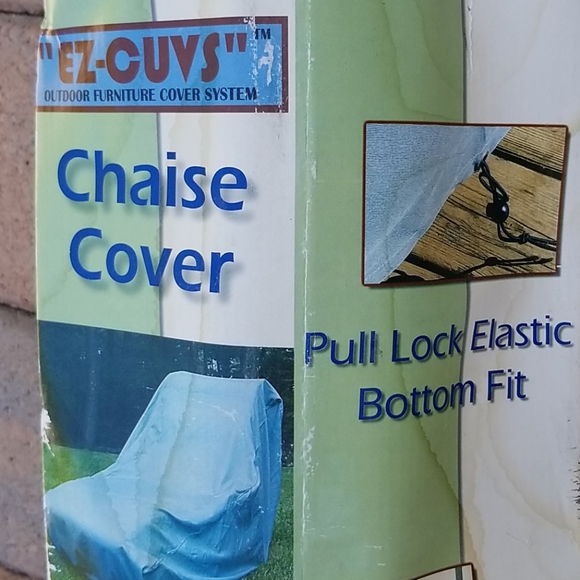 "EZ-CUVS"™
OUTDOOR FURNITURE COVER SYSTEM
Chaise
Cover
Pull Lock Elastic
Bottom Fit